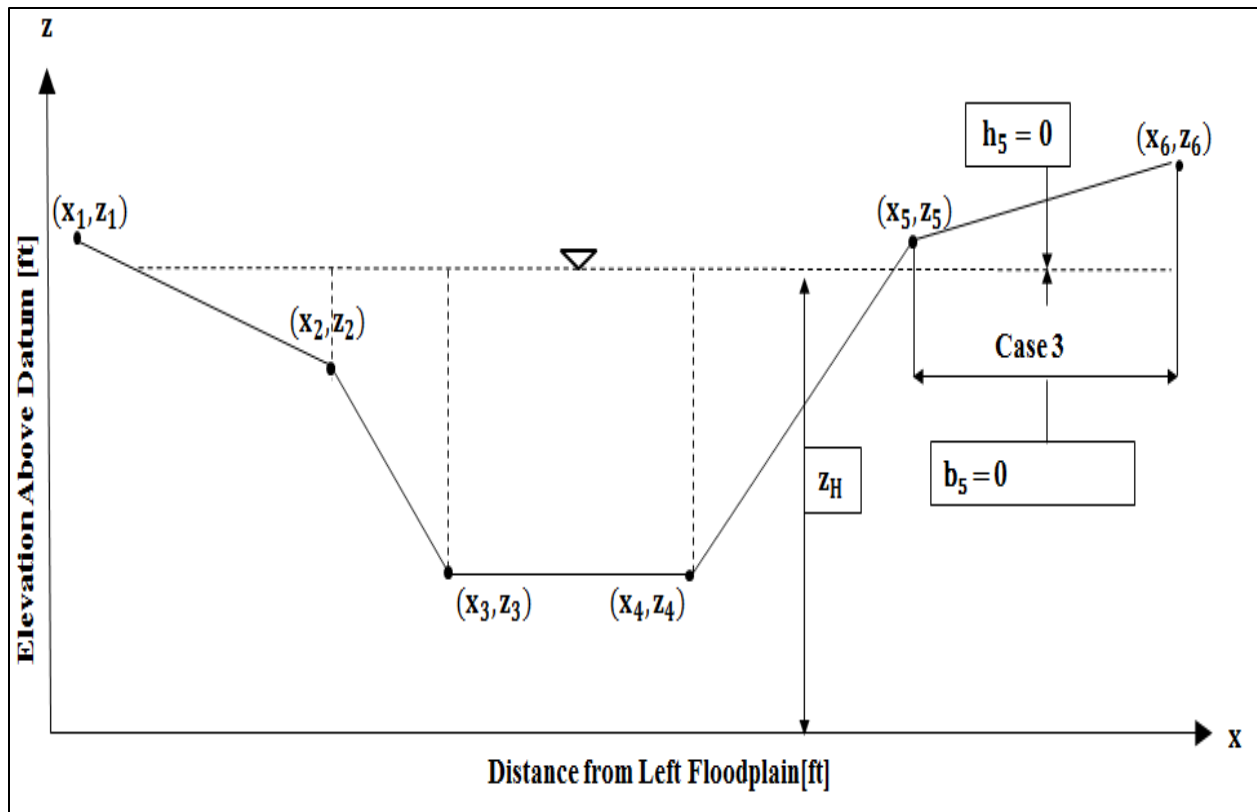 z
h₅ = 0
(x₆,z₆)
(x₁,z₁)
(x₅,z₅)
(x₂,z₂)
Case 3
Elevation Above Datum [ft]
z_H
b₅ = 0
(x₃,z₃)
(x₄,z₄)
x
Distance from Left Floodplain[ft]